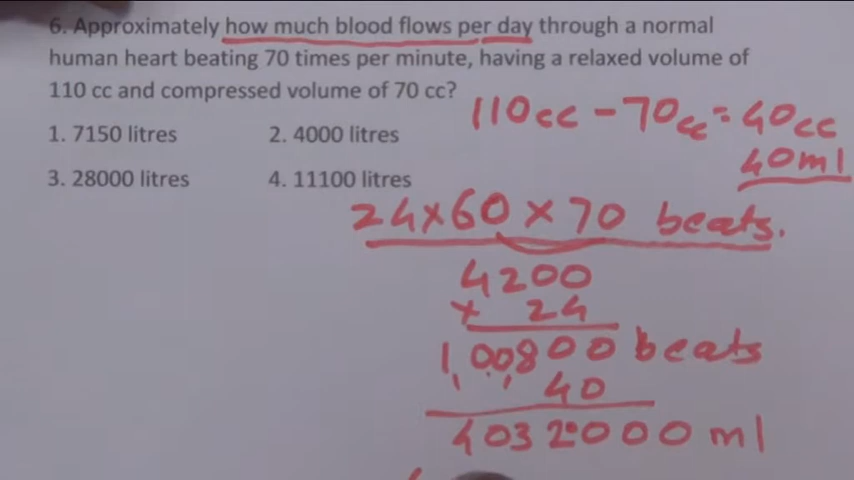 6. Approximately how much blood flows per day through a normal
human heart beating 70 times per minute, having a relaxed volume of
110 cc and compressed volume of 70 cc?
110cc - 70cc = 40cc
1. 7150 litres 2. 4000 litres
40ml
3. 28000 litres 4. 11100 litres
24x60 x 70 beats.
4200
x 24
1,00800 beats
40
4032000 ml